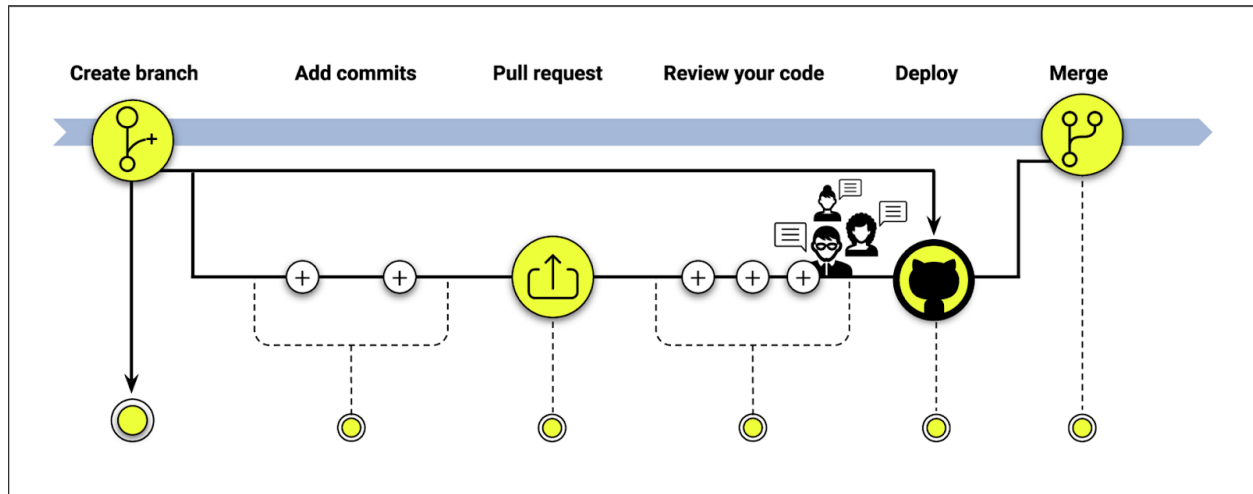 Create branch
Add commits
Pull request
Review your code
Deploy
Merge